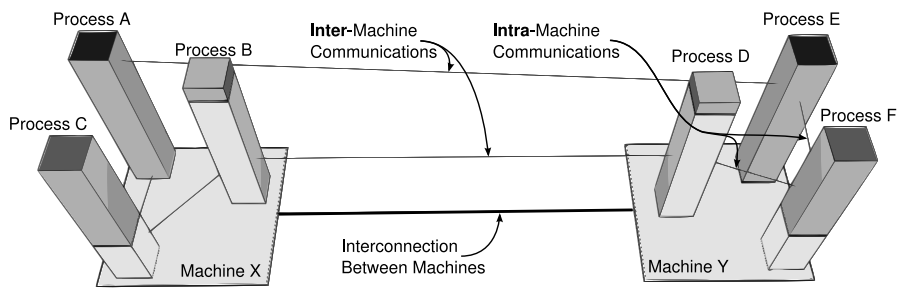 Process A
Process B
Process C
Inter-Machine
Communications
Intra-Machine
Communications
Process D
Process E
Process F
Interconnection
Between Machines
Machine X
Machine Y